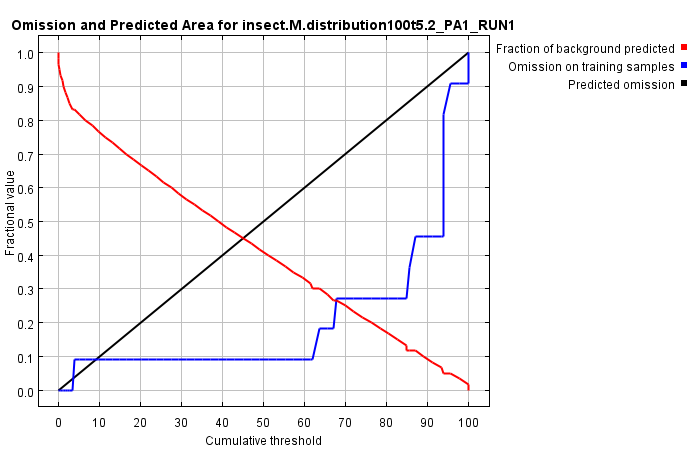 Omission and Predicted Area for insect.M.distribution100t5.2_PA1_RUN1
Fraction of background predicted
Omission on training samples
Predicted omission
Fractional value
1.0
0.9
0.8
0.7
0.6
0.5
0.4
0.3
0.2
0.1
0.0
0 10 20 30 40 50 60 70 80 90 100
Cumulative threshold